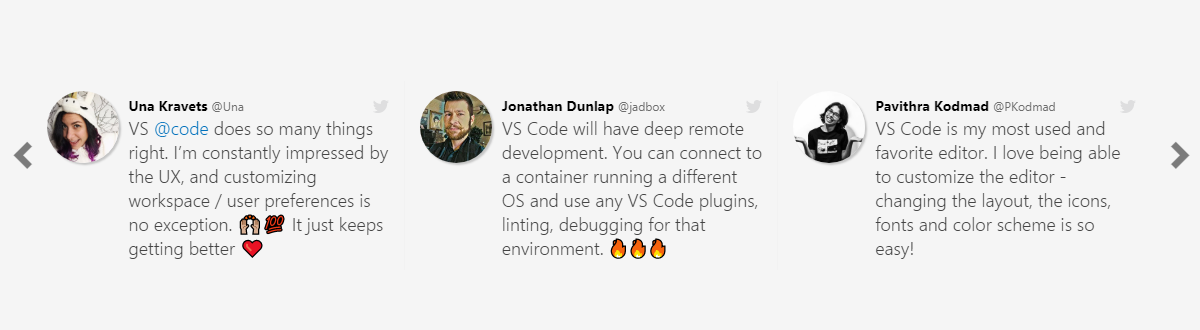 Una Kravets @Una
VS @code does so many things
right. I’m constantly impressed by
the UX, and customizing
workspace / user preferences is
no exception. 🙌🏽💯 It just keeps
getting better ❤️
Jonathan Dunlap @jadbox
VS Code will have deep remote
development. You can connect to
a container running a different
OS and use any VS Code plugins,
linting, debugging for that
environment. 🔥🔥🔥
Pavithra Kodmad @PKodmad
VS Code is my most used and
favorite editor. I love being able
to customize the editor -
changing the layout, the icons,
fonts and color scheme is so
easy!